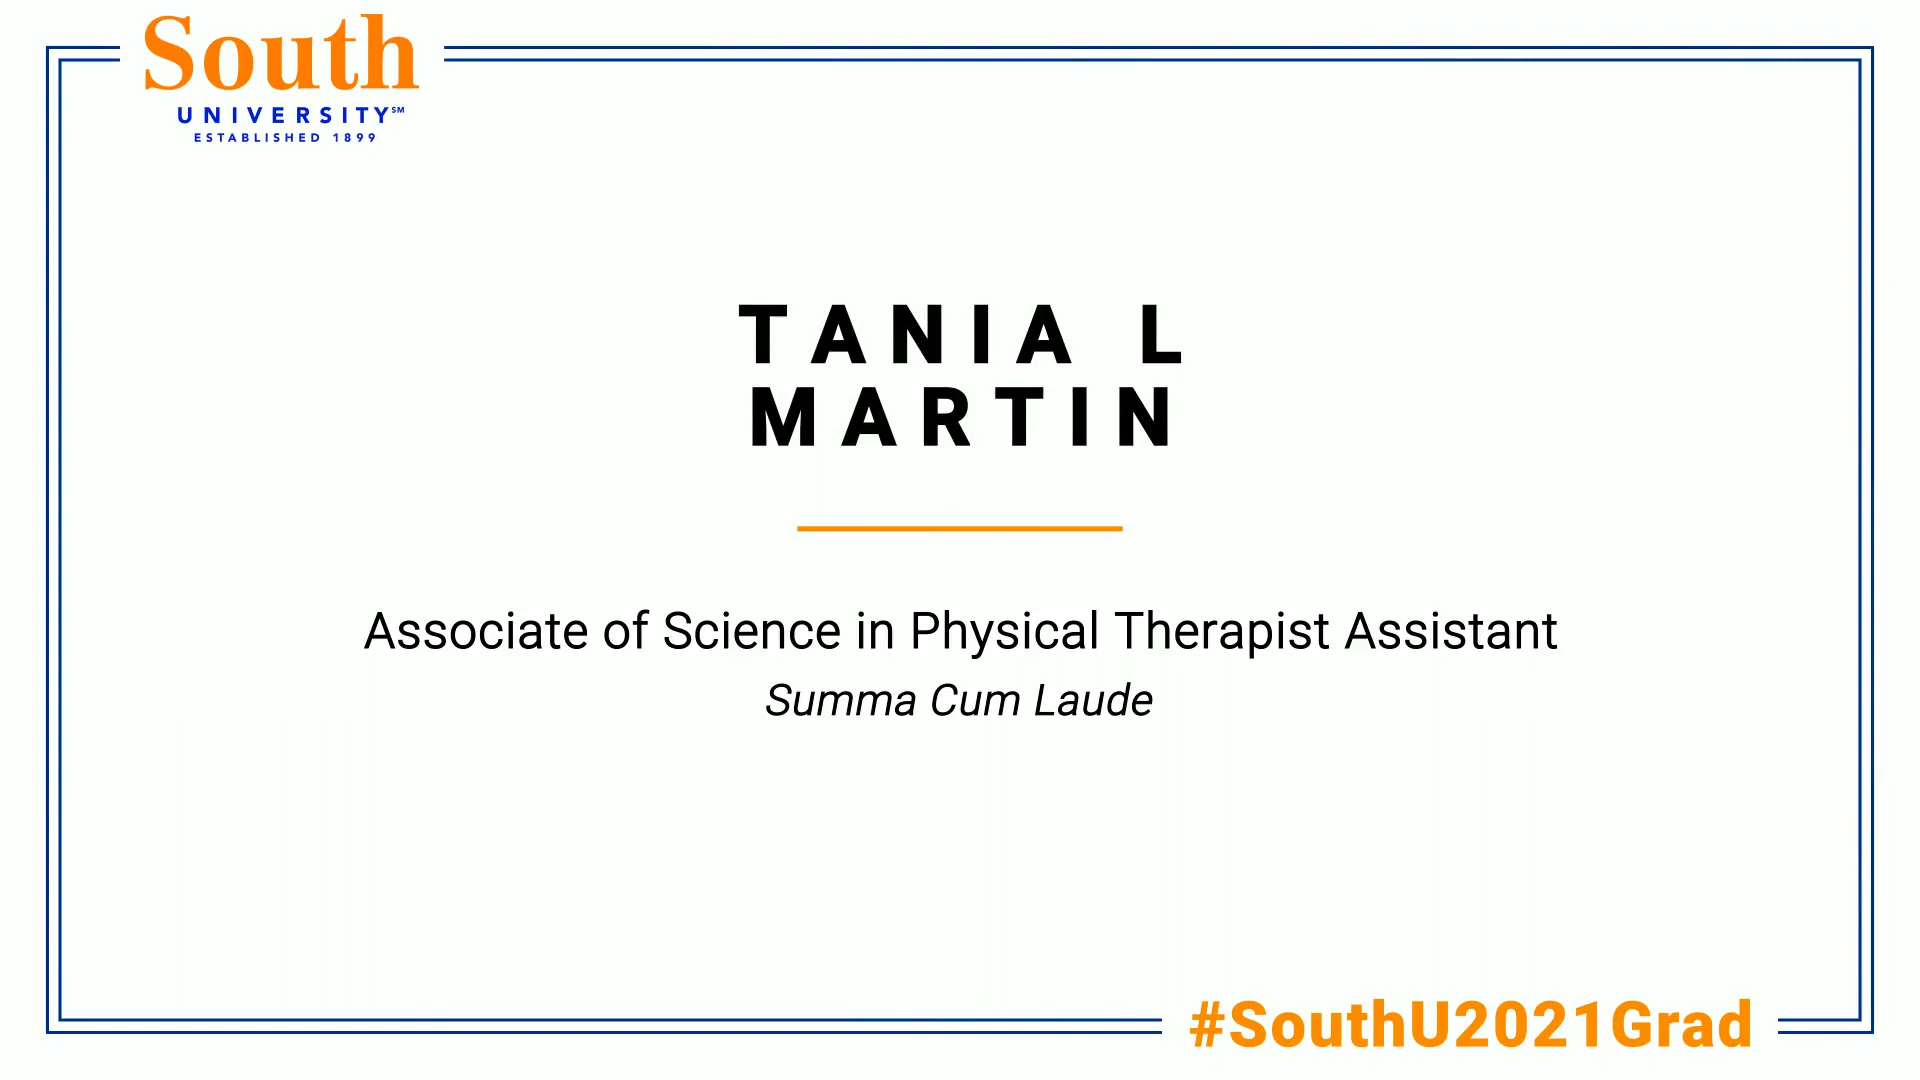 South
UNIVERSITY℠
ESTABLISHED 1899
TANIA L
MARTIN
Associate of Science in Physical Therapist Assistant
Summa Cum Laude
#SouthU2021Grad